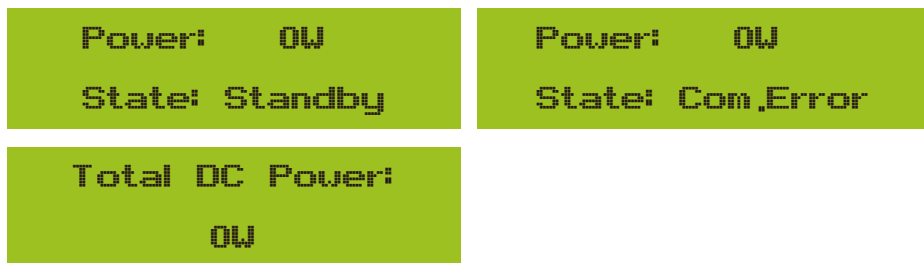 Power: 0W
State: Standby
Power: 0W
State: Com.Error
Total DC Power:
0W